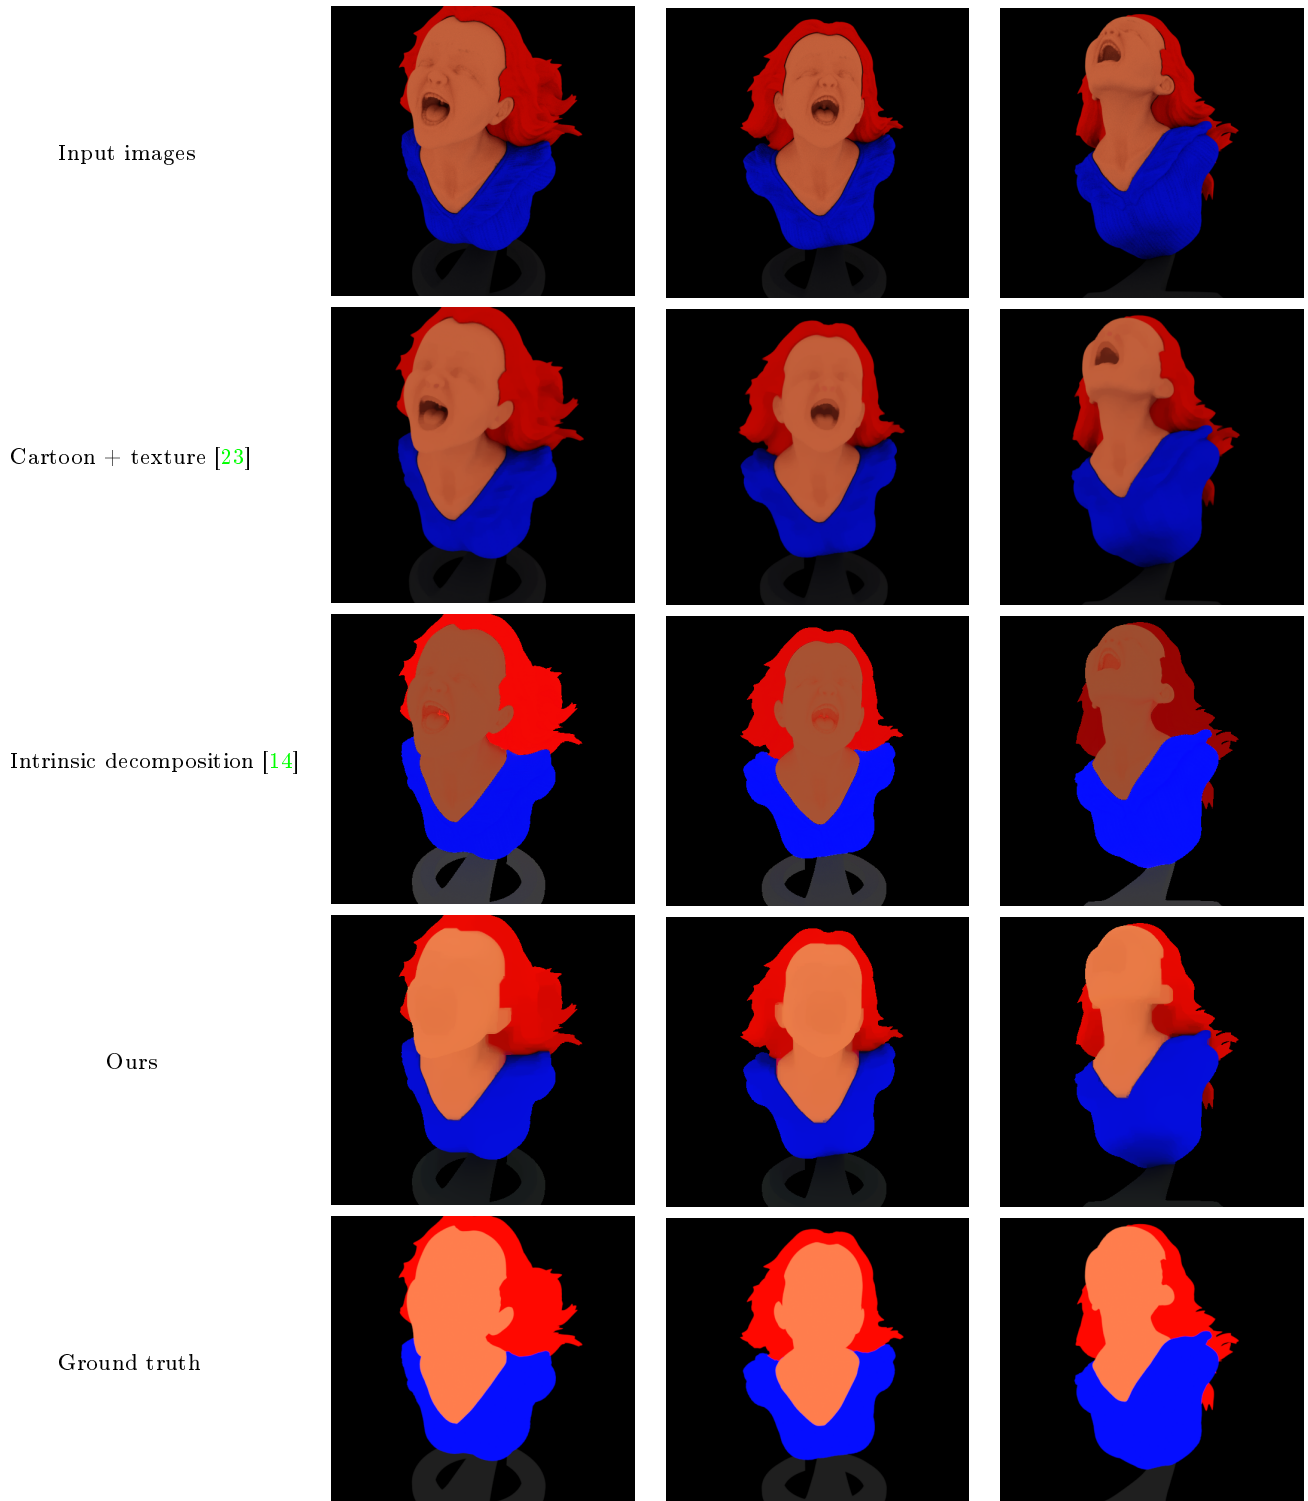 Input images
Cartoon + texture [23]
Intrinsic decomposition [14]
Ours
Ground truth